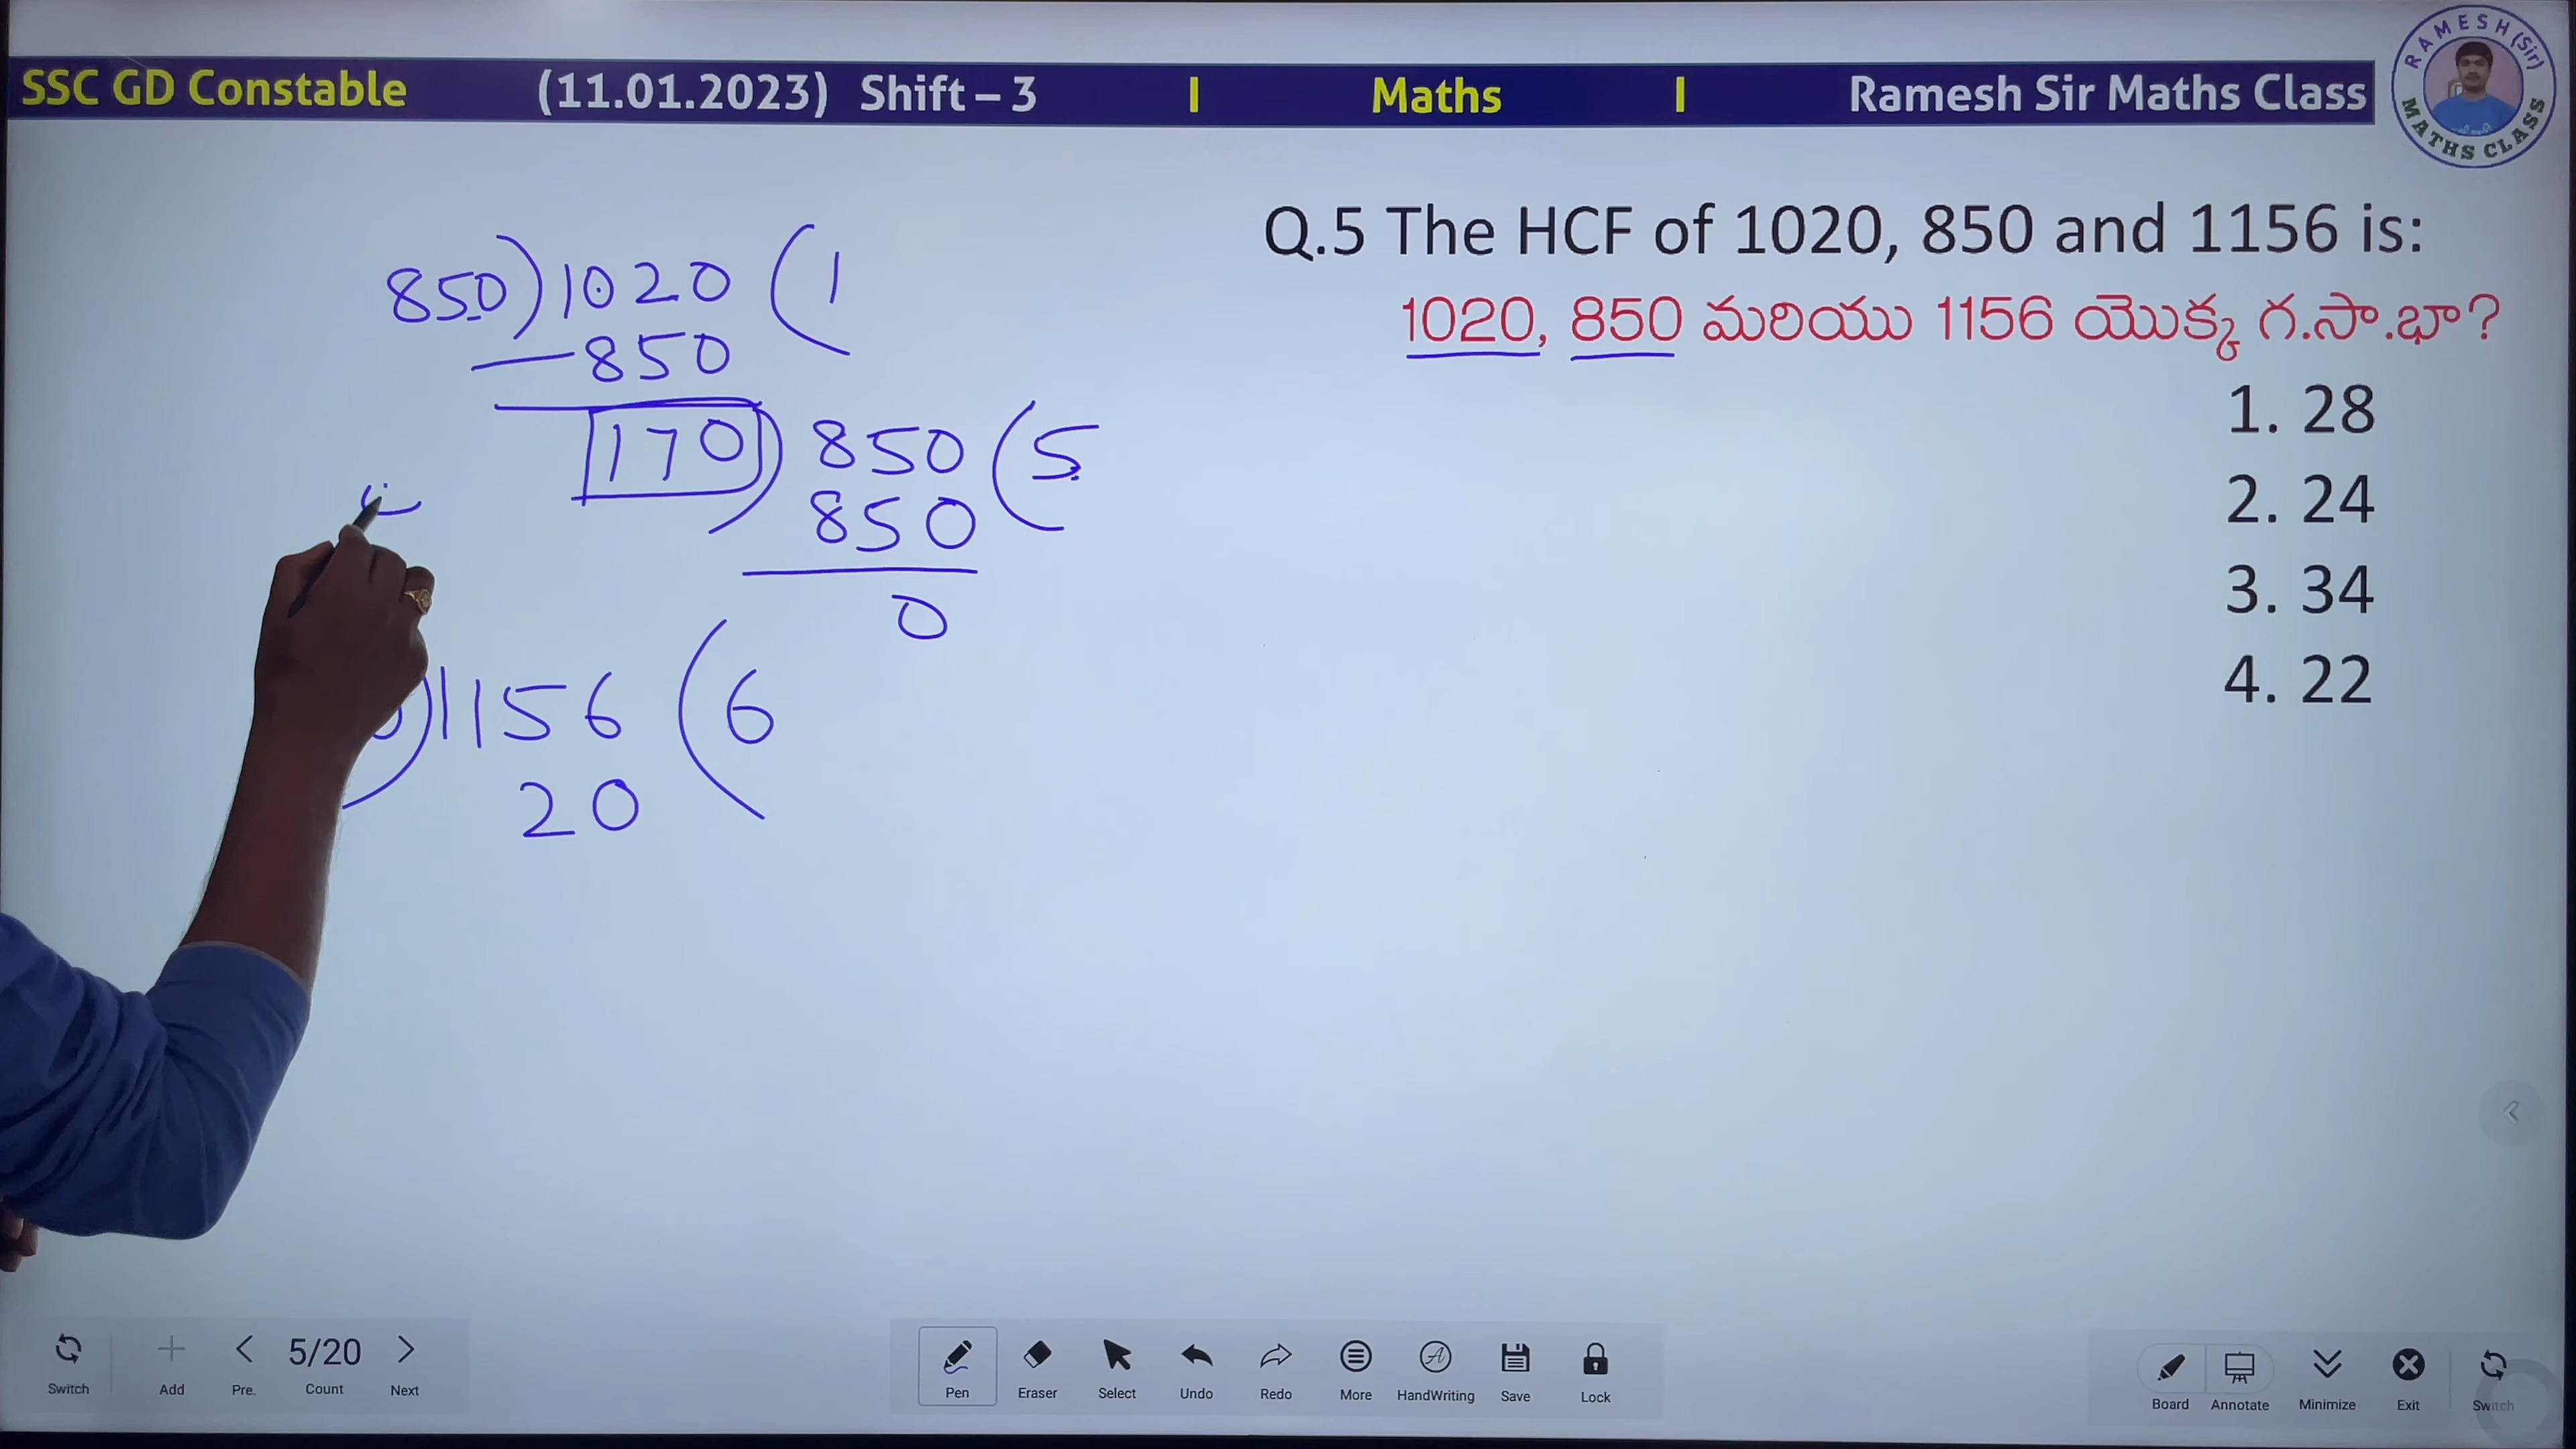 SSC GD Constable (11.01.2023) Shift – 3 | Maths | Ramesh Sir Maths Class
RAMESH (Sir)
MATHS CLASS
Q.5 The HCF of 1020, 850 and 1156 is:
1020, 850 మరియు 1156 యొక్క గ.సా.భా?
1. 28
2. 24
3. 34
4. 22
850) 1020 (1
— 850
170) 850 (5
850
0
) 1156 (6
20
5/20
Switch Add Pre. Count Next
Pen Eraser Select Undo Redo More HandWriting Save Lock
Board Annotate Minimize Exit Switch